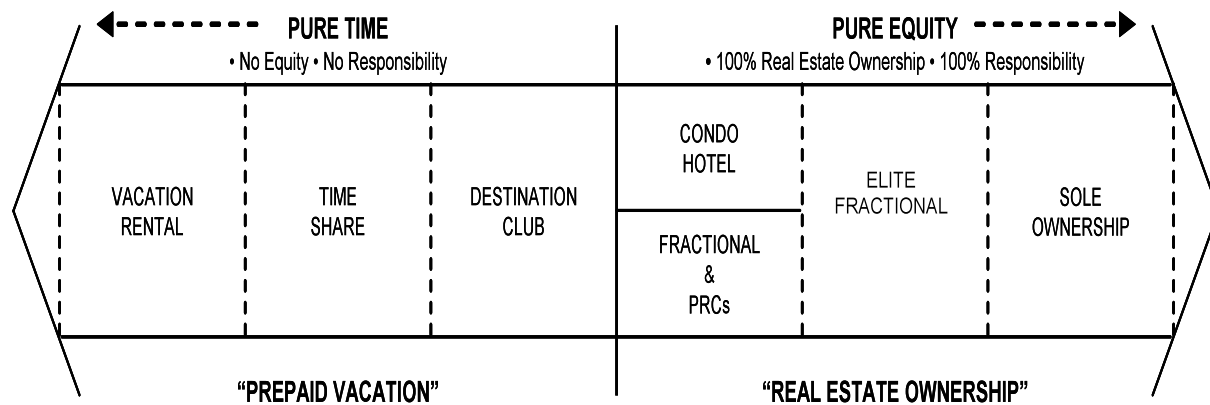 PURE TIME
• No Equity • No Responsibility
PURE EQUITY
• 100% Real Estate Ownership • 100% Responsibility
VACATION
RENTAL
TIME
SHARE
DESTINATION
CLUB
CONDO
HOTEL
FRACTIONAL
&
PRCs
ELITE
FRACTIONAL
SOLE
OWNERSHIP
“PREPAID VACATION”
“REAL ESTATE OWNERSHIP”